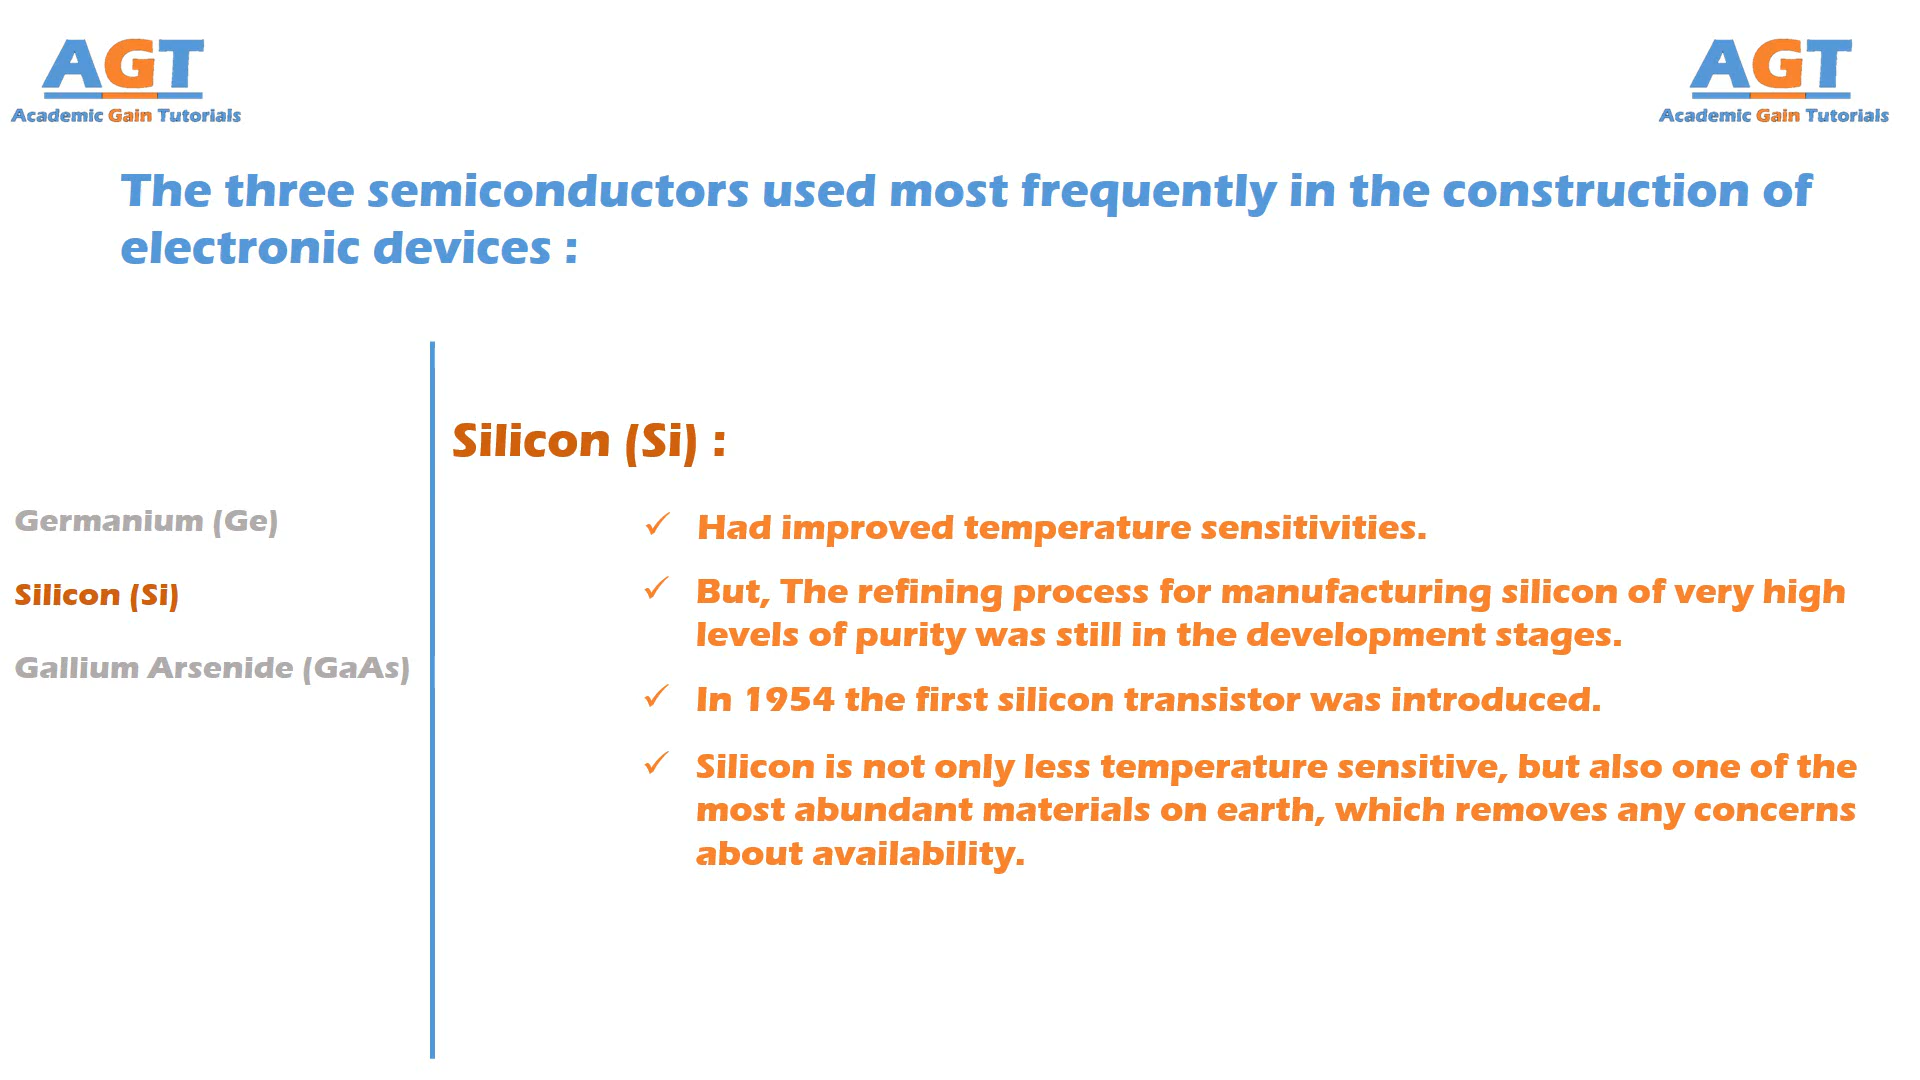 AGT
Academic Gain Tutorials
AGT
Academic Gain Tutorials
The three semiconductors used most frequently in the construction of
electronic devices :
Germanium (Ge)
Silicon (Si)
Gallium Arsenide (GaAs)
Silicon (Si) :
✓ Had improved temperature sensitivities.
✓ But, The refining process for manufacturing silicon of very high
levels of purity was still in the development stages.
✓ In 1954 the first silicon transistor was introduced.
✓ Silicon is not only less temperature sensitive, but also one of the
most abundant materials on earth, which removes any concerns
about availability.